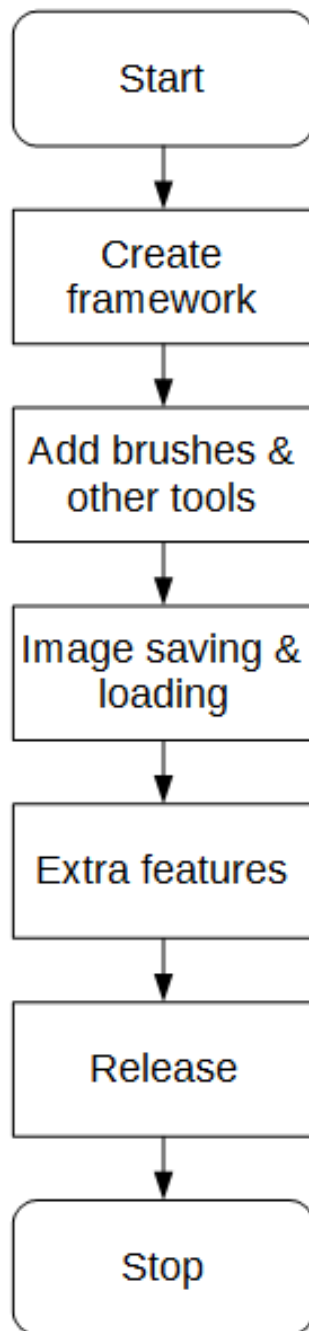 Start
Create
framework
Add brushes &
other tools
Image saving &
loading
Extra features
Release
Stop